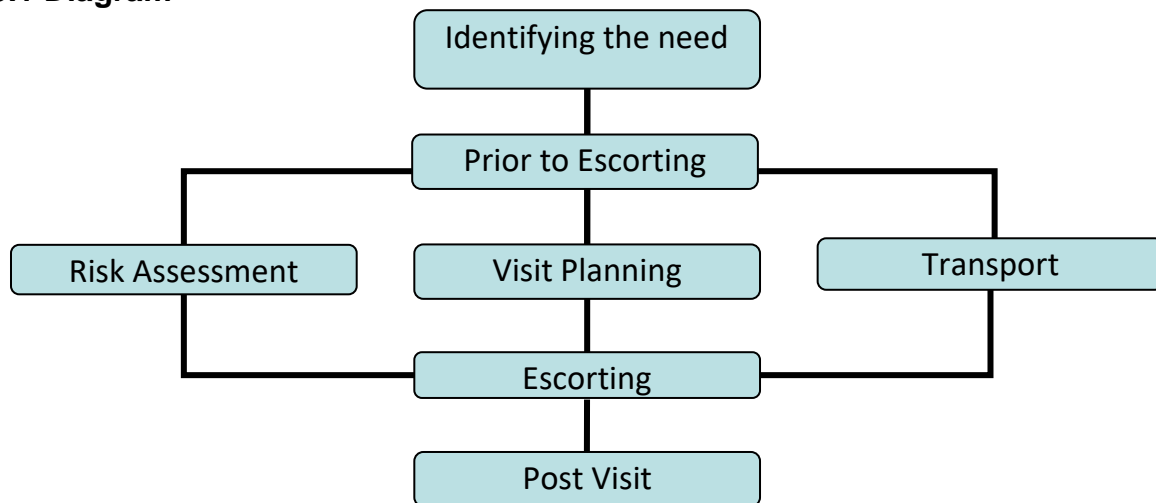 Diagram
Identifying the need
Prior to Escorting
Risk Assessment
Visit Planning
Transport
Escorting
Post Visit